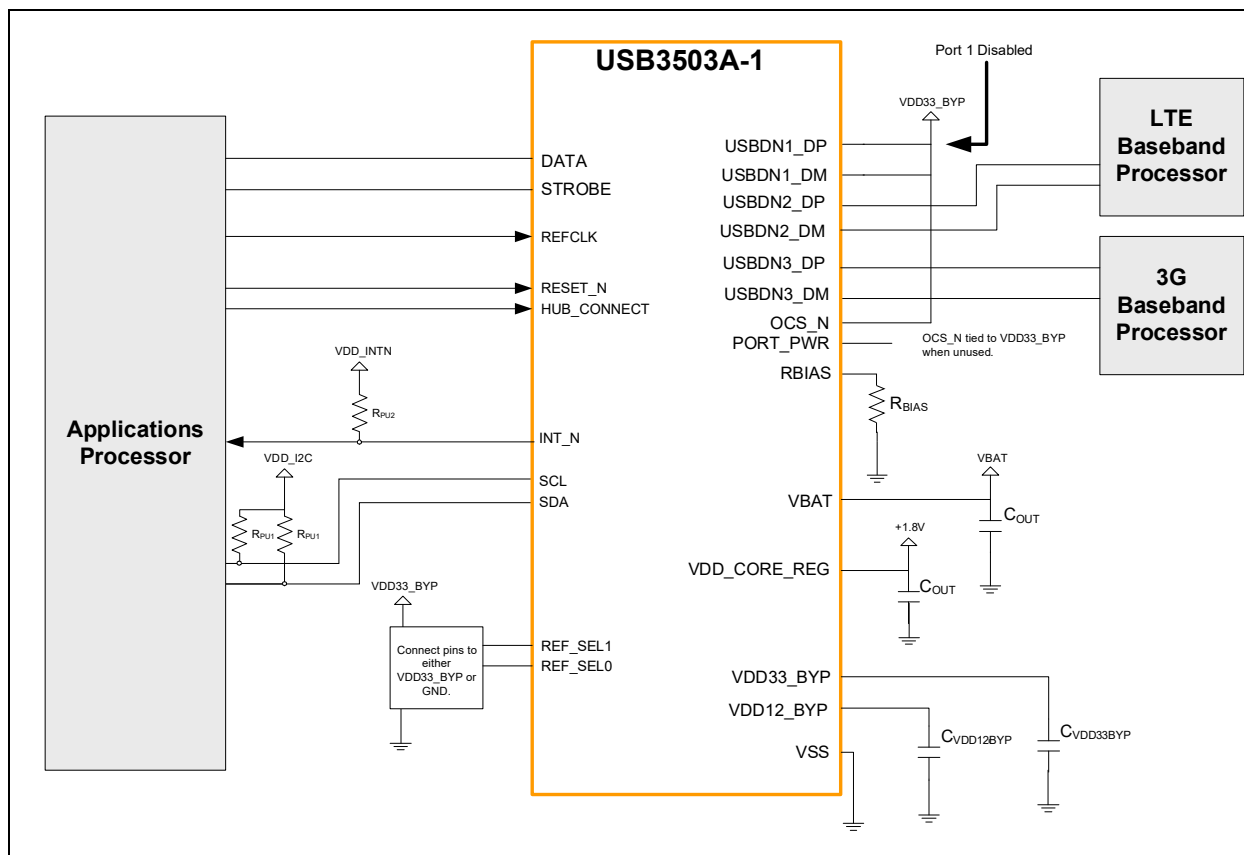 USB3503A-1
Port 1 Disabled
VDD33_BYP
LTE
Baseband
Processor
3G
Baseband
Processor
Applications
Processor
DATA
STROBE
REFCLK
RESET_N
HUB_CONNECT
VDD_INTN
RPU2
INT_N
VDD_I2C
SCL
SDA
RPU1
RPU1
VDD33_BYP
Connect pins to
either
VDD33_BYP or
GND.
REF_SEL1
REF_SEL0
USBDN1_DP
USBDN1_DM
USBDN2_DP
USBDN2_DM
USBDN3_DP
USBDN3_DM
OCS_N
PORT_PWR
OCS_N tied to VDD33_BYP
when unused.
RBIAS
RBIAS
VBAT
VBAT
COUT
+1.8V
VDD_CORE_REG
COUT
VDD33_BYP
VDD12_BYP
CVDD12BYP
CVDD33BYP
VSS